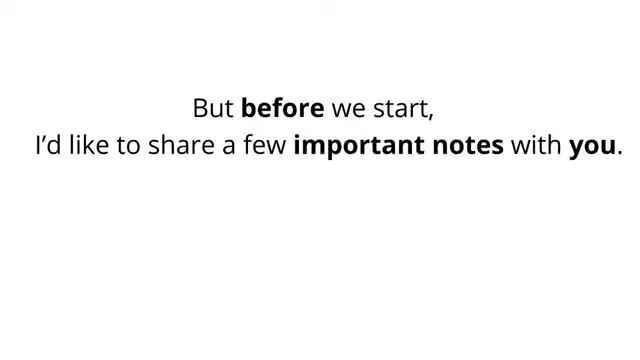 But before we start,
I’d like to share a few important notes with you.